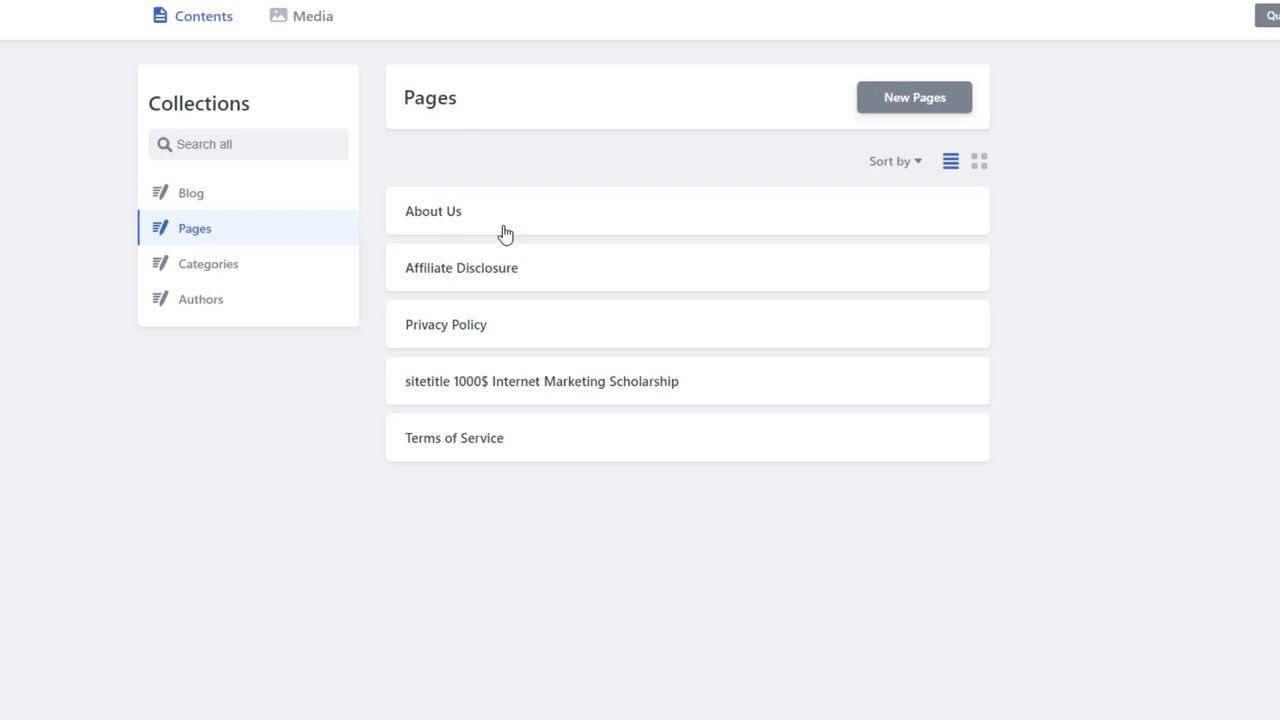 Contents
Media
Qu
Collections
Search all
Blog
Pages
Categories
Authors
Pages
New Pages
Sort by
About Us
Affiliate Disclosure
Privacy Policy
sitetitle 1000$ Internet Marketing Scholarship
Terms of Service